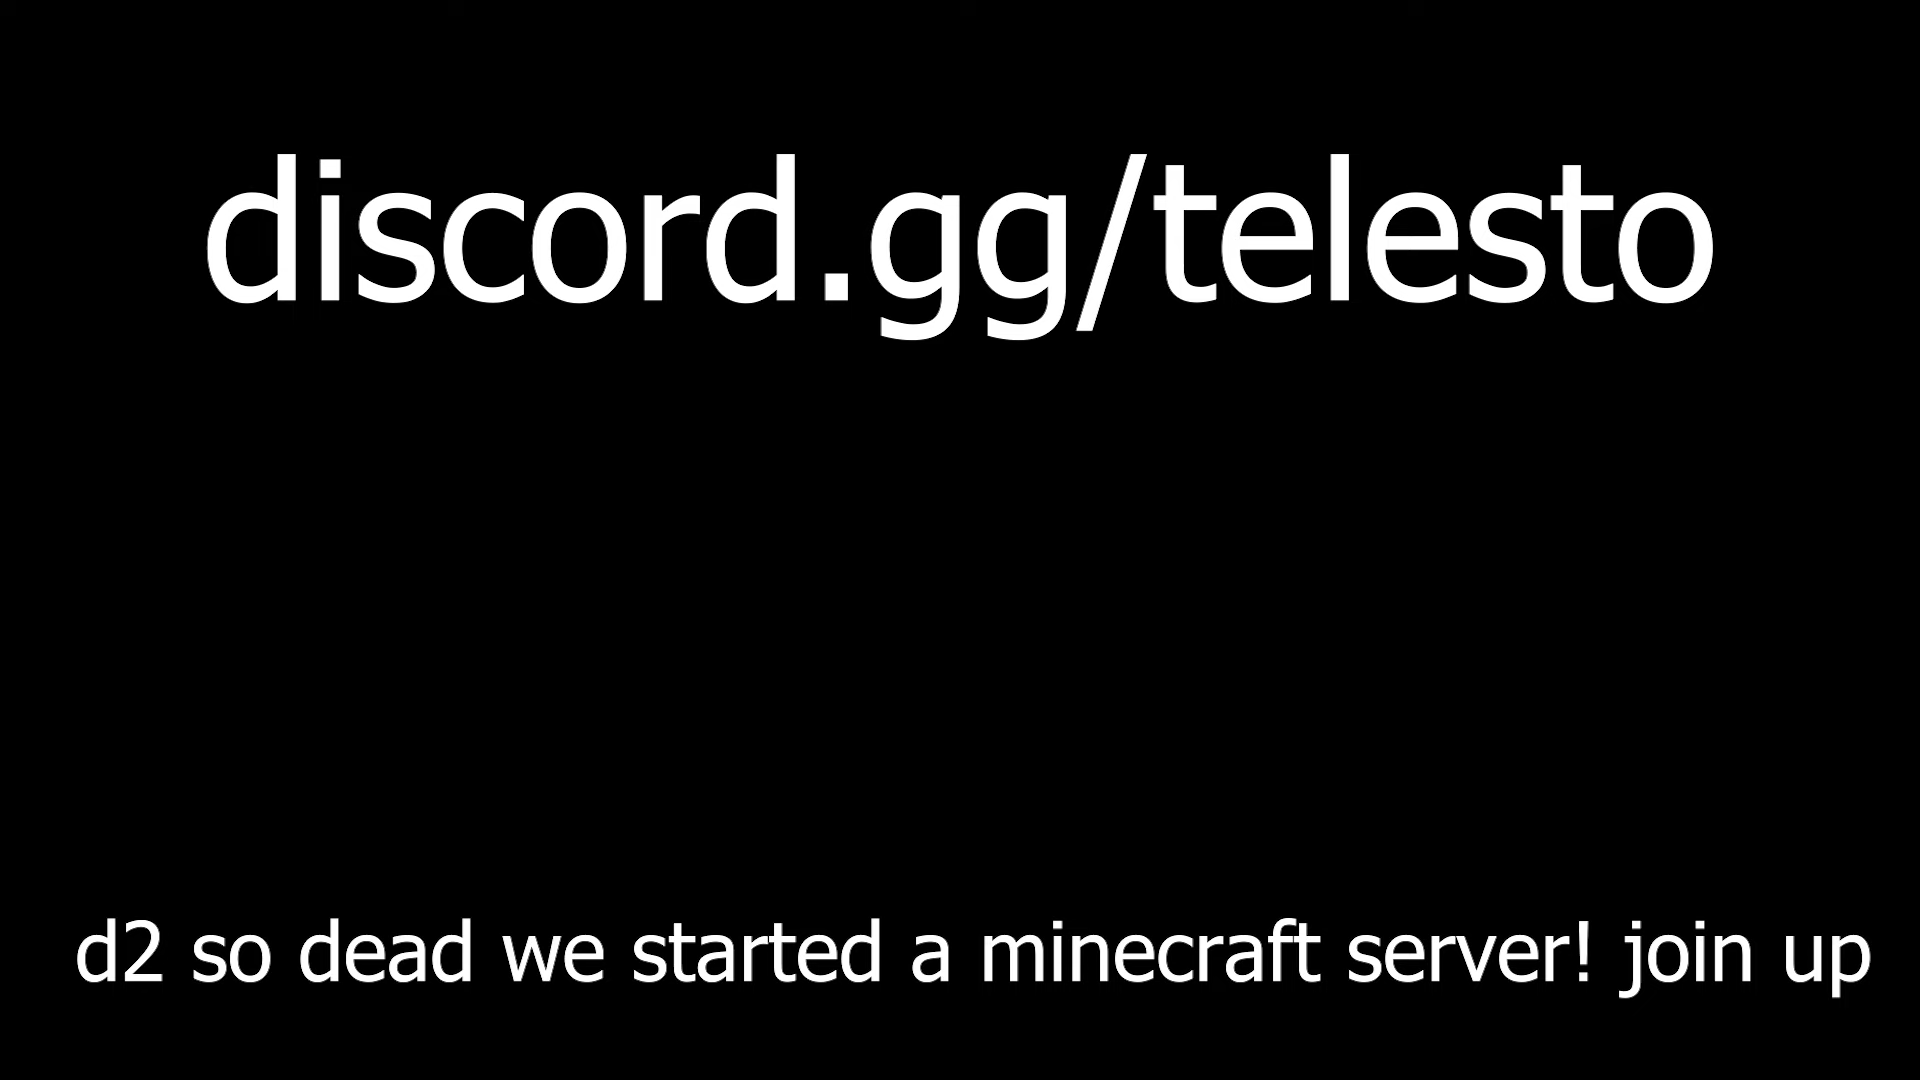 discord.gg/telesto
d2 so dead we started a minecraft server! join up